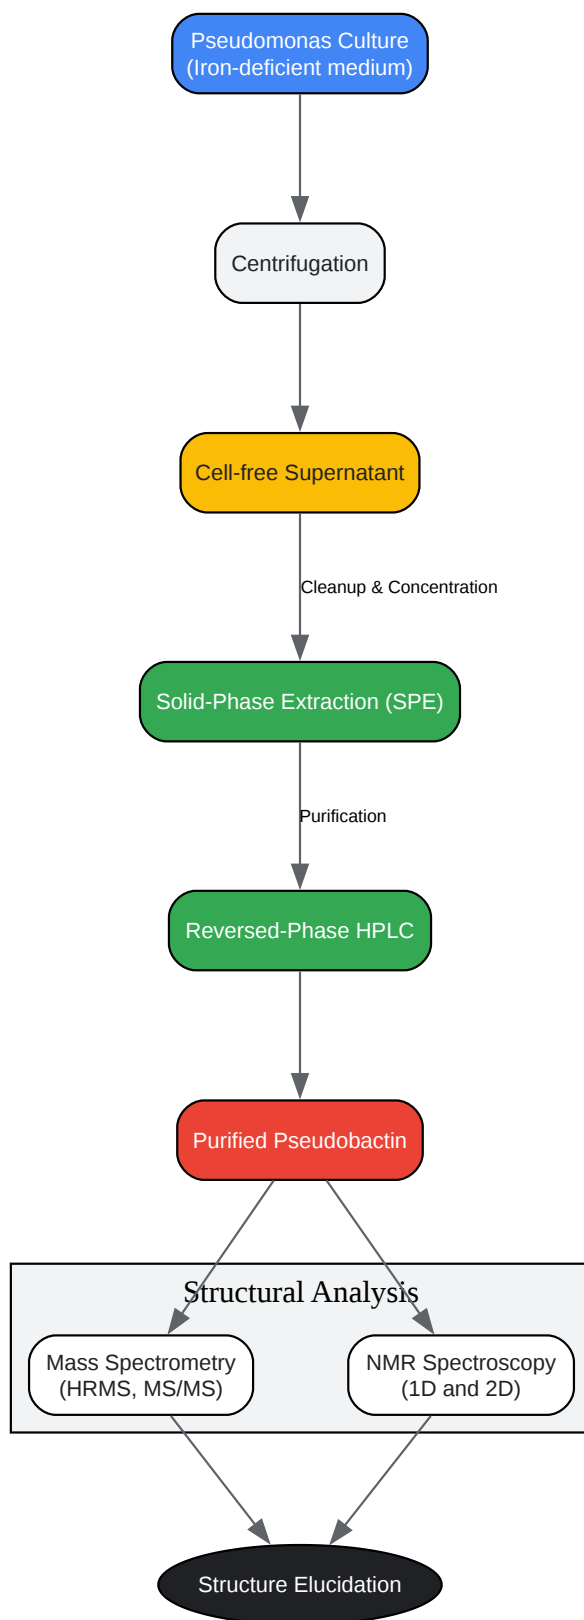 Pseudomonas Culture
(Iron-deficient medium)
Centrifugation
Cell-free Supernatant
Cleanup & Concentration
Solid-Phase Extraction (SPE)
Purification
Reversed-Phase HPLC
Purified Pseudobactin
Structural Analysis
Mass Spectrometry
(HRMS, MS/MS)
NMR Spectroscopy
(1D and 2D)
Structure Elucidation